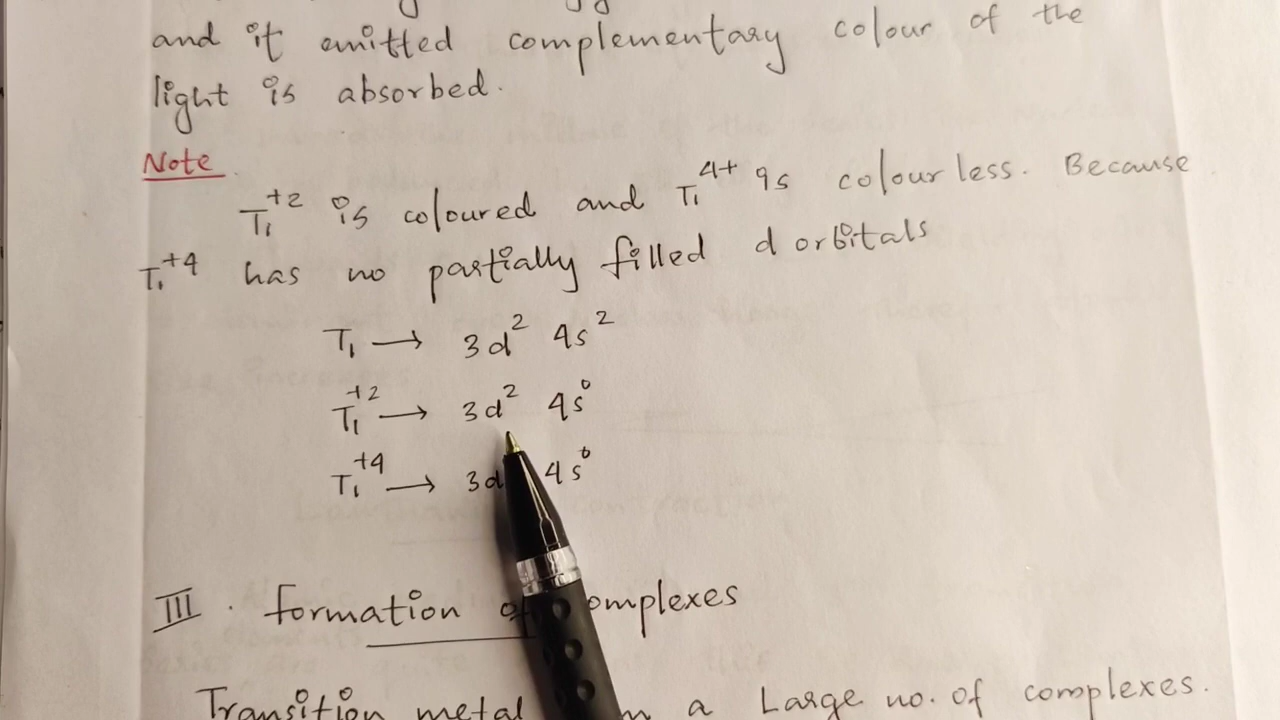 and it emitted complementary colour of the
light is absorbed.
Note
Ti⁺² is coloured and Ti⁴⁺ is colourless. Because
Ti⁺⁴ has no partially filled d orbitals
Ti → 3d² 4s²
Ti⁺² → 3d² 4s⁰
Ti⁺⁴ → 3d 4s⁰
III. Formation of complexes
Transition metal a Large no. of complexes.